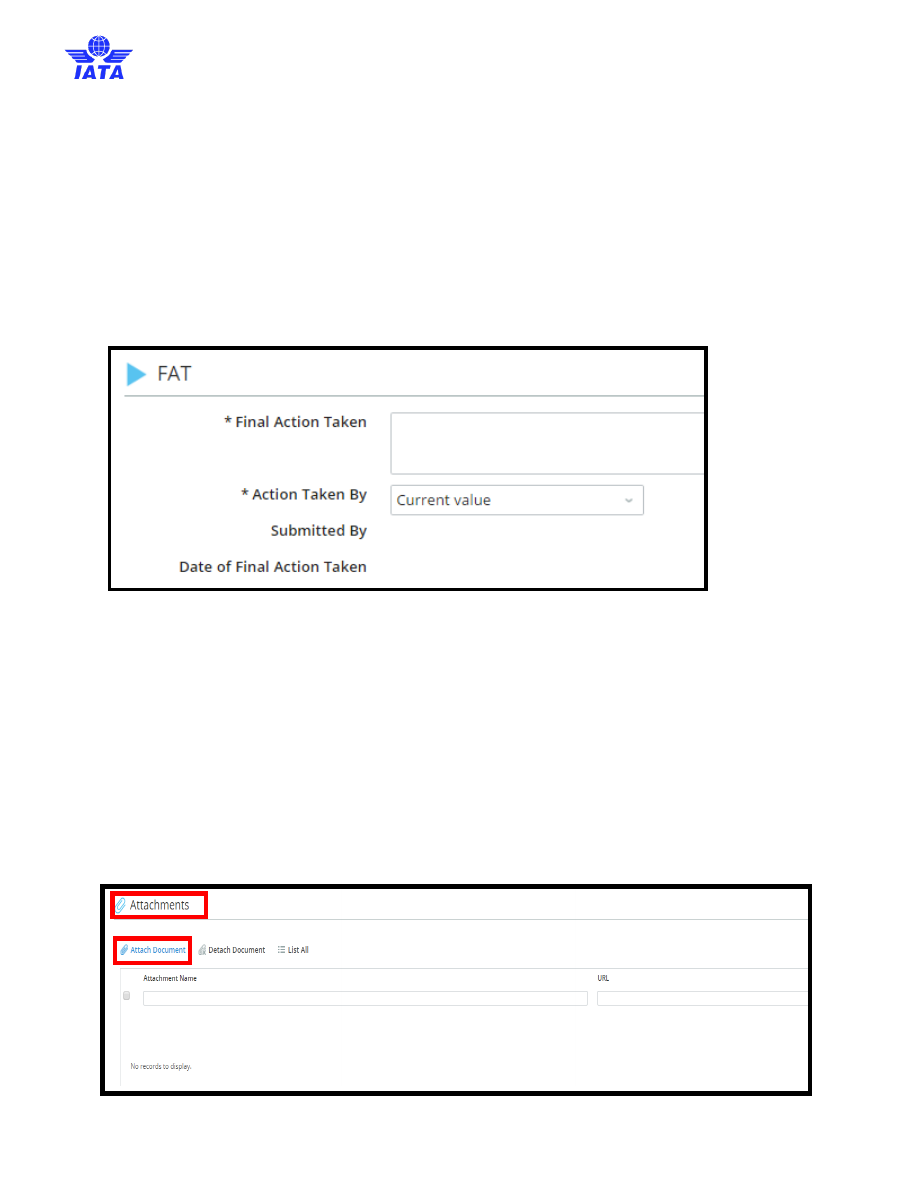 IATA
FAT
* Final Action Taken
* Action Taken By
Current value
Submitted By
Date of Final Action Taken
Attachments
Attach Document Detach Document List All
Attachment Name URL
No records to display.